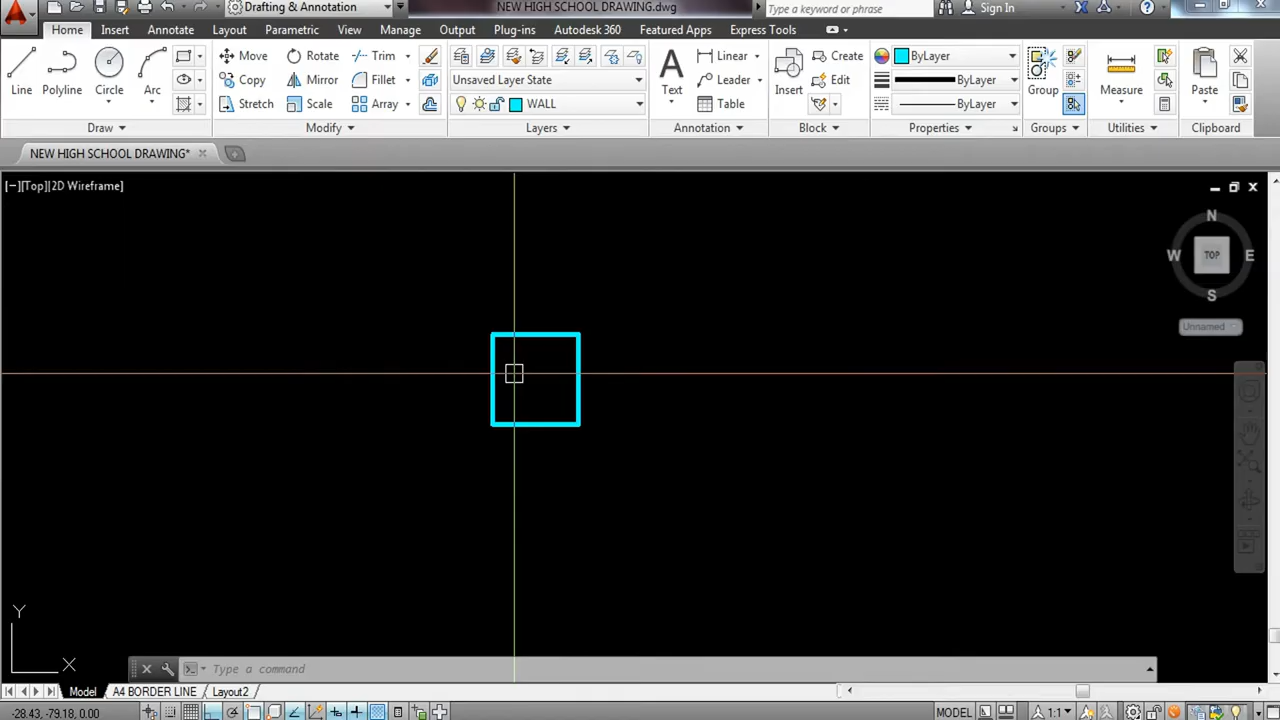 Drafting & Annotation
NEW HIGH SCHOOL DRAWING.dwg
Type a keyword or phrase
Sign In
Home Insert Annotate Layout Parametric View Manage Output Plug-ins Autodesk 360 Featured Apps Express Tools
Line
Polyline
Circle
Arc
Move
Rotate
Trim
Copy
Mirror
Fillet
Stretch
Scale
Array
Unsaved Layer State
WALL
Text
Linear
Leader
Table
Insert
Create
Edit
ByLayer
ByLayer
ByLayer
Group
Measure
Paste
Draw
Modify
Layers
Annotation
Block
Properties
Groups
Utilities
Clipboard
NEW HIGH SCHOOL DRAWING*
[−][Top][2D Wireframe]
N
W
TOP
E
S
Unnamed
Y
X
Type a command
Model
A4 BORDER LINE
Layout2
-28.43, -79.18, 0.00
MODEL
1:1